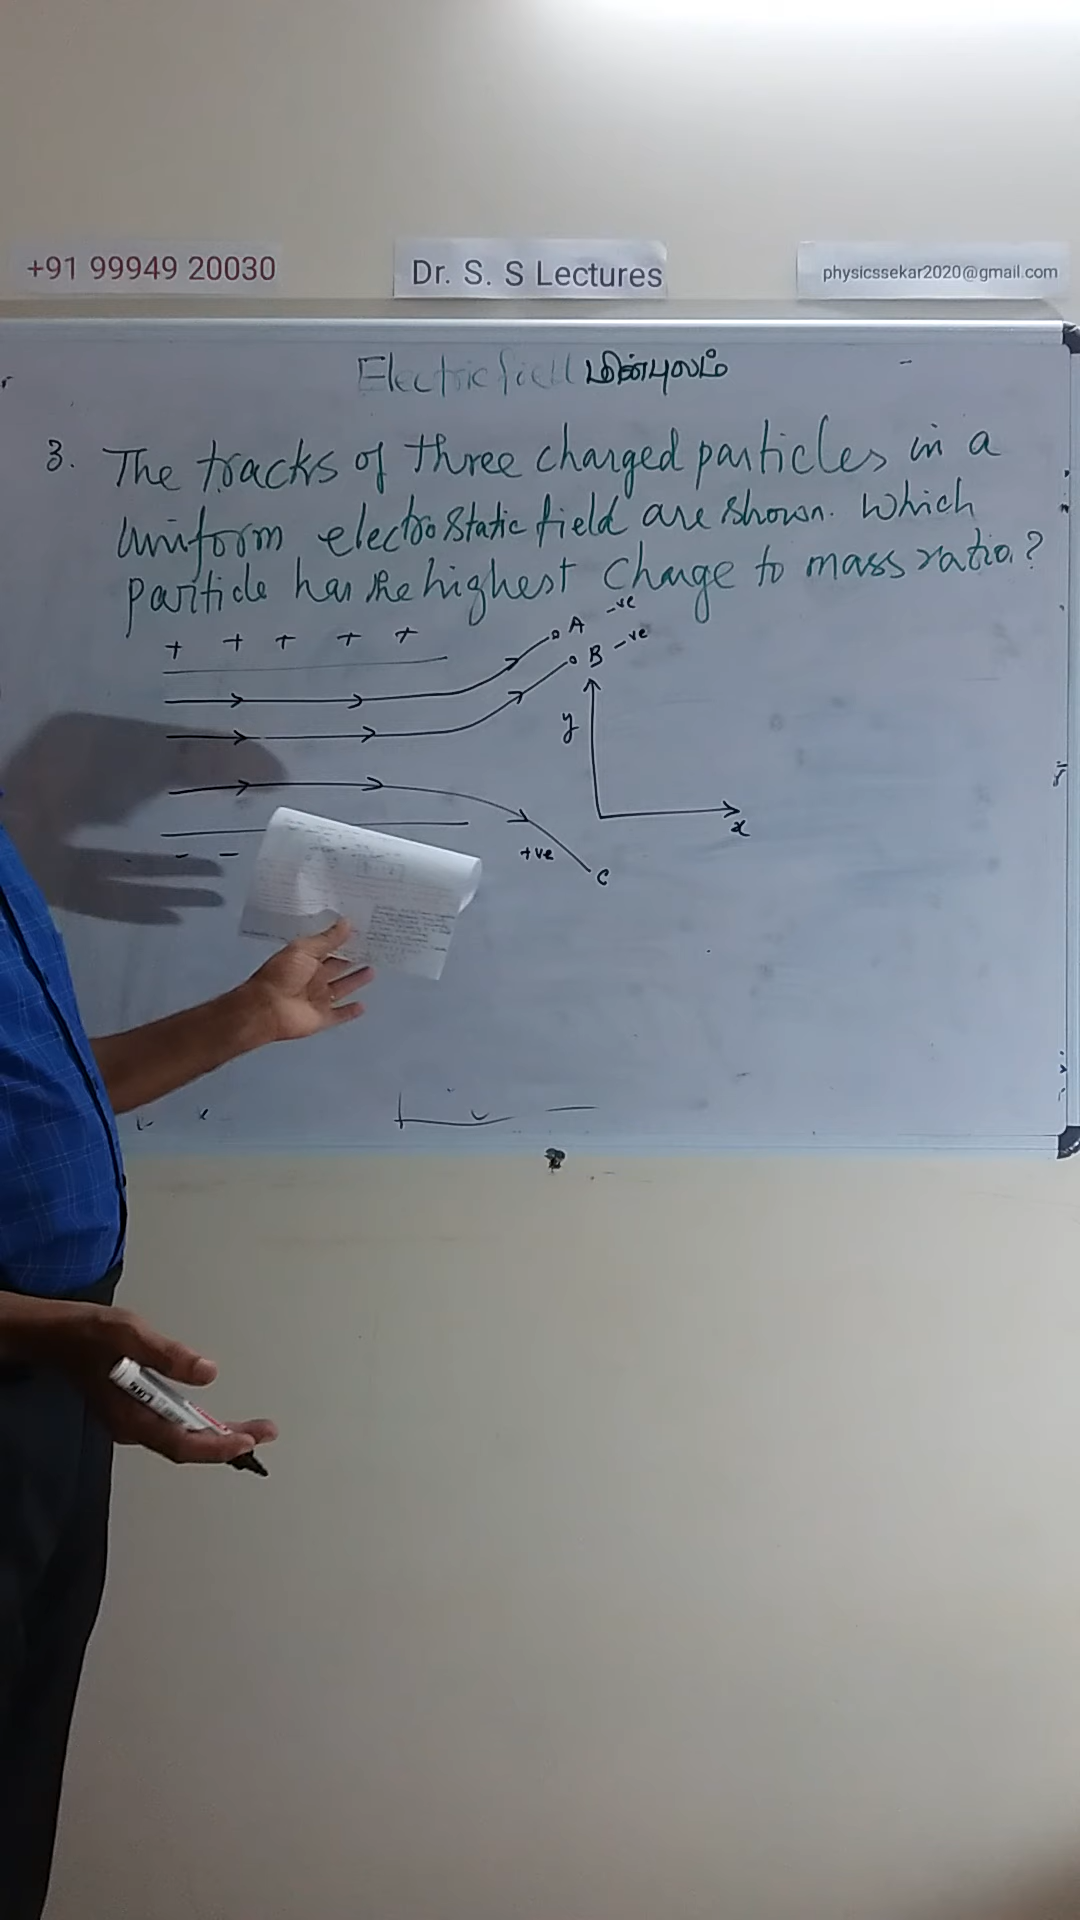 +91 99949 20030
Dr. S. S Lectures
physicssekar2020@gmail.com
Electric field மின்புலம்
3. The tracks of three charged particles in a
uniform electrostatic field are shown. Which
particle has the highest charge to mass ratio?
+ + + + +
A -ve
B -ve
y
x
+ve
C
- -